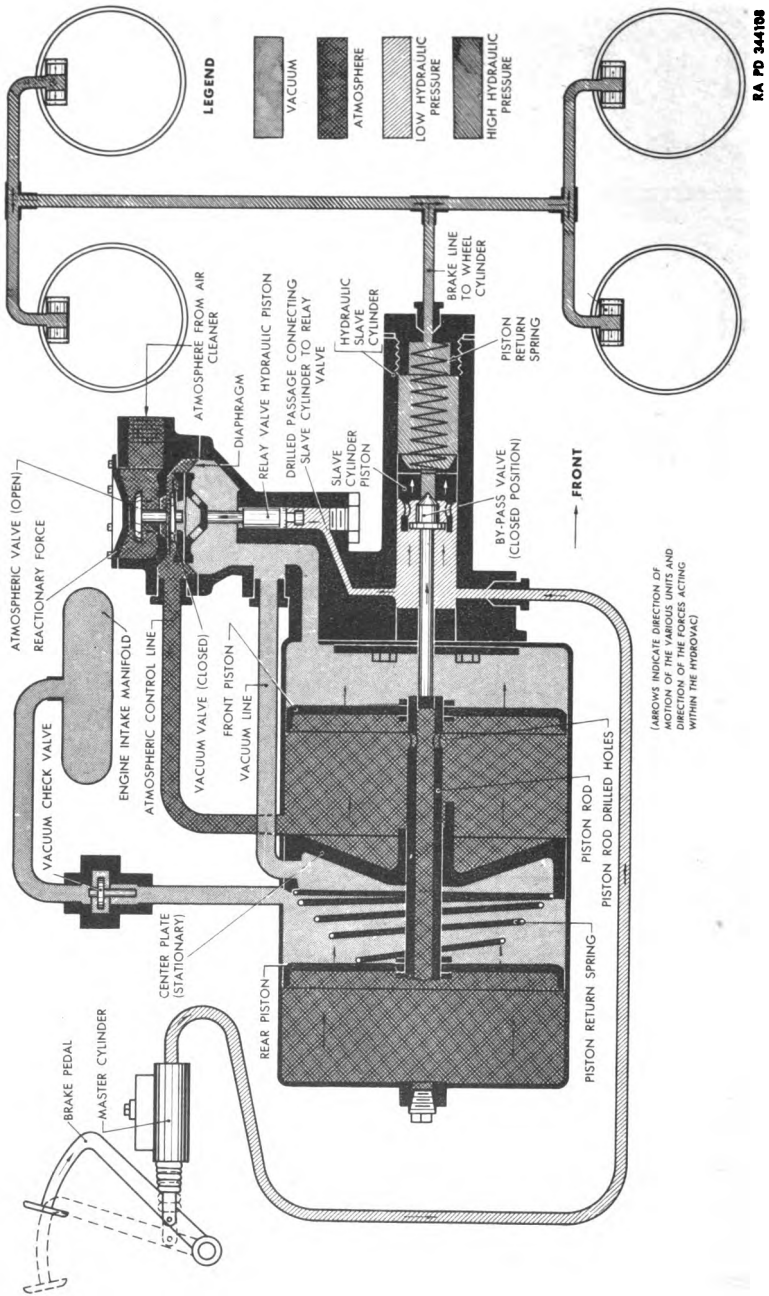 BRAKE PEDAL
MASTER CYLINDER
VACUUM CHECK VALVE
ENGINE INTAKE MANIFOLD
ATMOSPHERIC VALVE (OPEN)
REACTIONARY FORCE
ATMOSPHERIC CONTROL LINE
VACUUM VALVE (CLOSED)
FRONT PISTON
VACUUM LINE
CENTER PLATE
(STATIONARY)
REAR PISTON
ATMOSPHERE FROM AIR
CLEANER
DIAPHRAGM
RELAY VALVE HYDRAULIC PISTON
DRILLED PASSAGE CONNECTING
SLAVE CYLINDER TO RELAY
VALVE
SLAVE
CYLINDER
PISTON
HYDRAULIC
SLAVE
CYLINDER
BRAKE LINE
TO WHEEL
CYLINDER
PISTON
RETURN
SPRING
BY-PASS VALVE
(CLOSED POSITION)
FRONT
PISTON RETURN SPRING
PISTON ROD
PISTON ROD DRILLED HOLES
(ARROWS INDICATE DIRECTION OF
MOTION OF THE VARIOUS UNITS AND
DIRECTION OF THE FORCES ACTING
WITHIN THE HYDROVAC)
LEGEND
VACUUM
ATMOSPHERE
LOW HYDRAULIC
PRESSURE
HIGH HYDRAULIC
PRESSURE
RA PD 344108